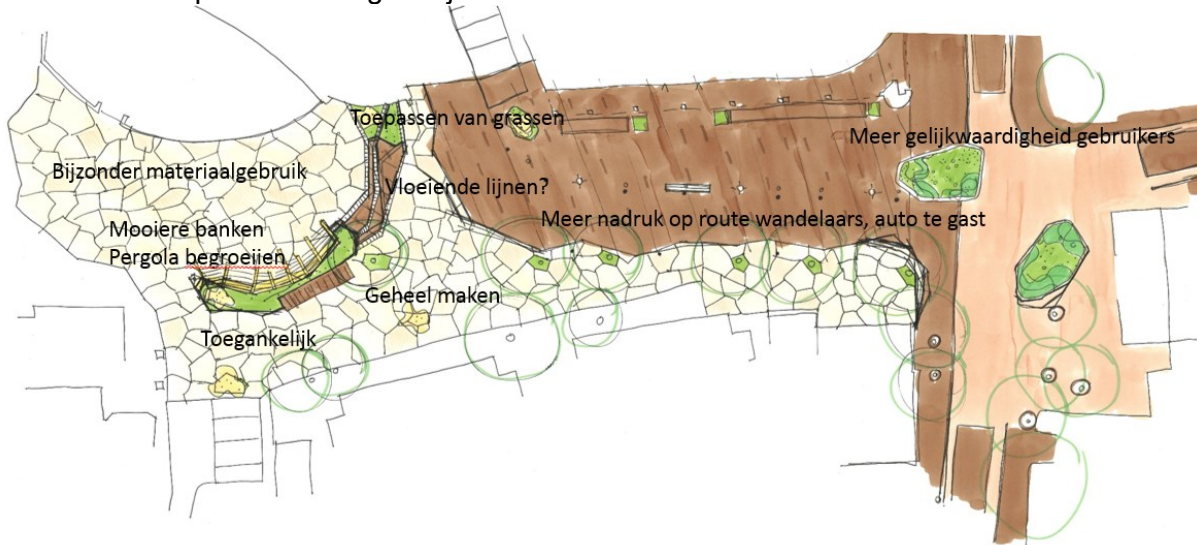 Toepassen van grassen
Meer gelijkwaardigheid gebruikers
Bijzonder materiaalgebruik
Vloeiende lijnen?
Meer nadruk op route wandelaars, auto te gast
Mooiere banken
Pergola begroeiien
Geheel maken
Toegankelijk